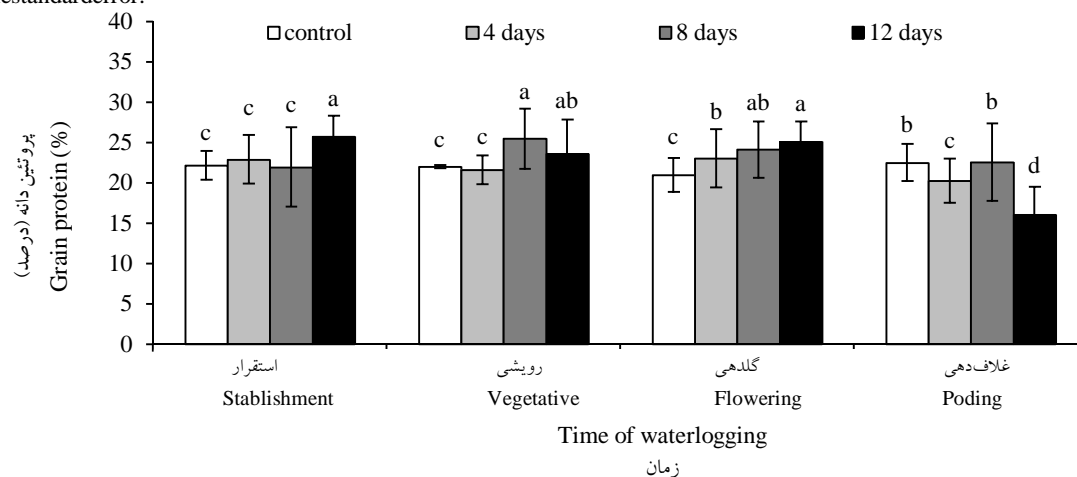 estandarderror.
40
35
30
25
20
15
10
5
0
control
4 days
8 days
12 days
c
c
c
a
c
c
a
ab
c
b
ab
a
b
c
b
d
پروتئین دانه (درصد)
Grain protein (%)
استقرار
رویشی
گلدهی
غلاف‌دهی
Stablishment
Vegetative
Flowering
Poding
Time of waterlogging
زمان